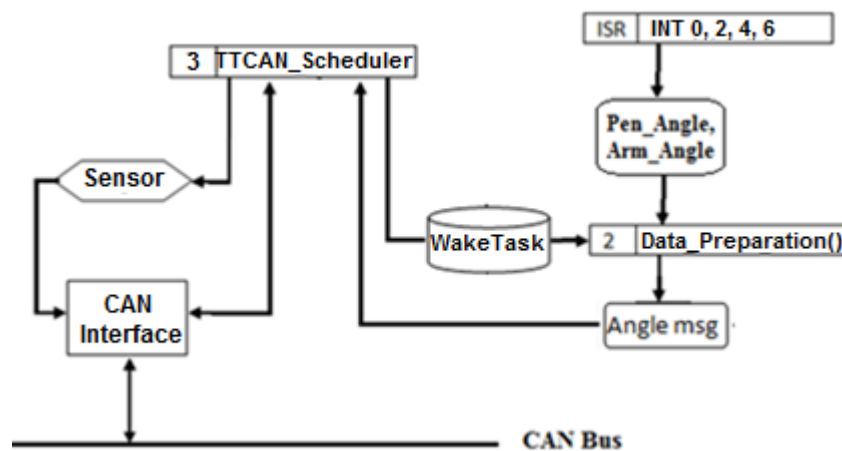 ISR INT 0, 2, 4, 6
3 TTCAN_Scheduler
Pen_Angle,
Arm_Angle
Sensor
WakeTask
2 Data_Preparation()
CAN
Interface
Angle msg
CAN Bus